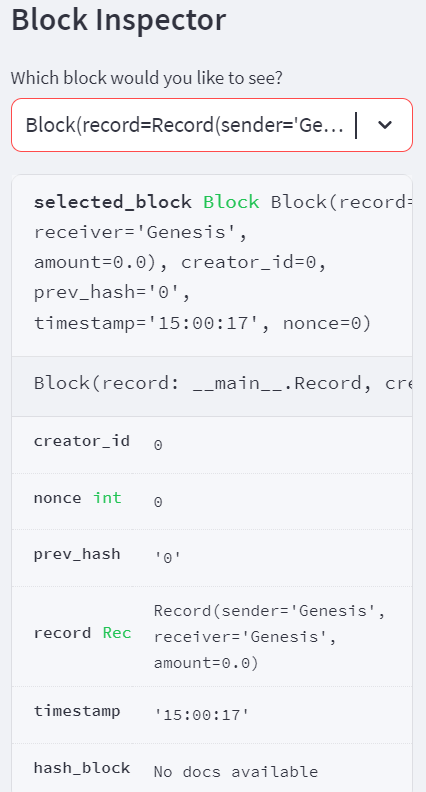 Block Inspector
Which block would you like to see?
Block(record=Record(sender='Ge...
selected_block Block Block(record=
receiver='Genesis',
amount=0.0), creator_id=0,
prev_hash='0',
timestamp='15:00:17', nonce=0)
Block(record: __main__.Record, cre
creator_id 0
nonce int 0
prev_hash '0'
Record(sender='Genesis',
record Rec receiver='Genesis',
amount=0.0)
timestamp '15:00:17'
hash_block No docs available